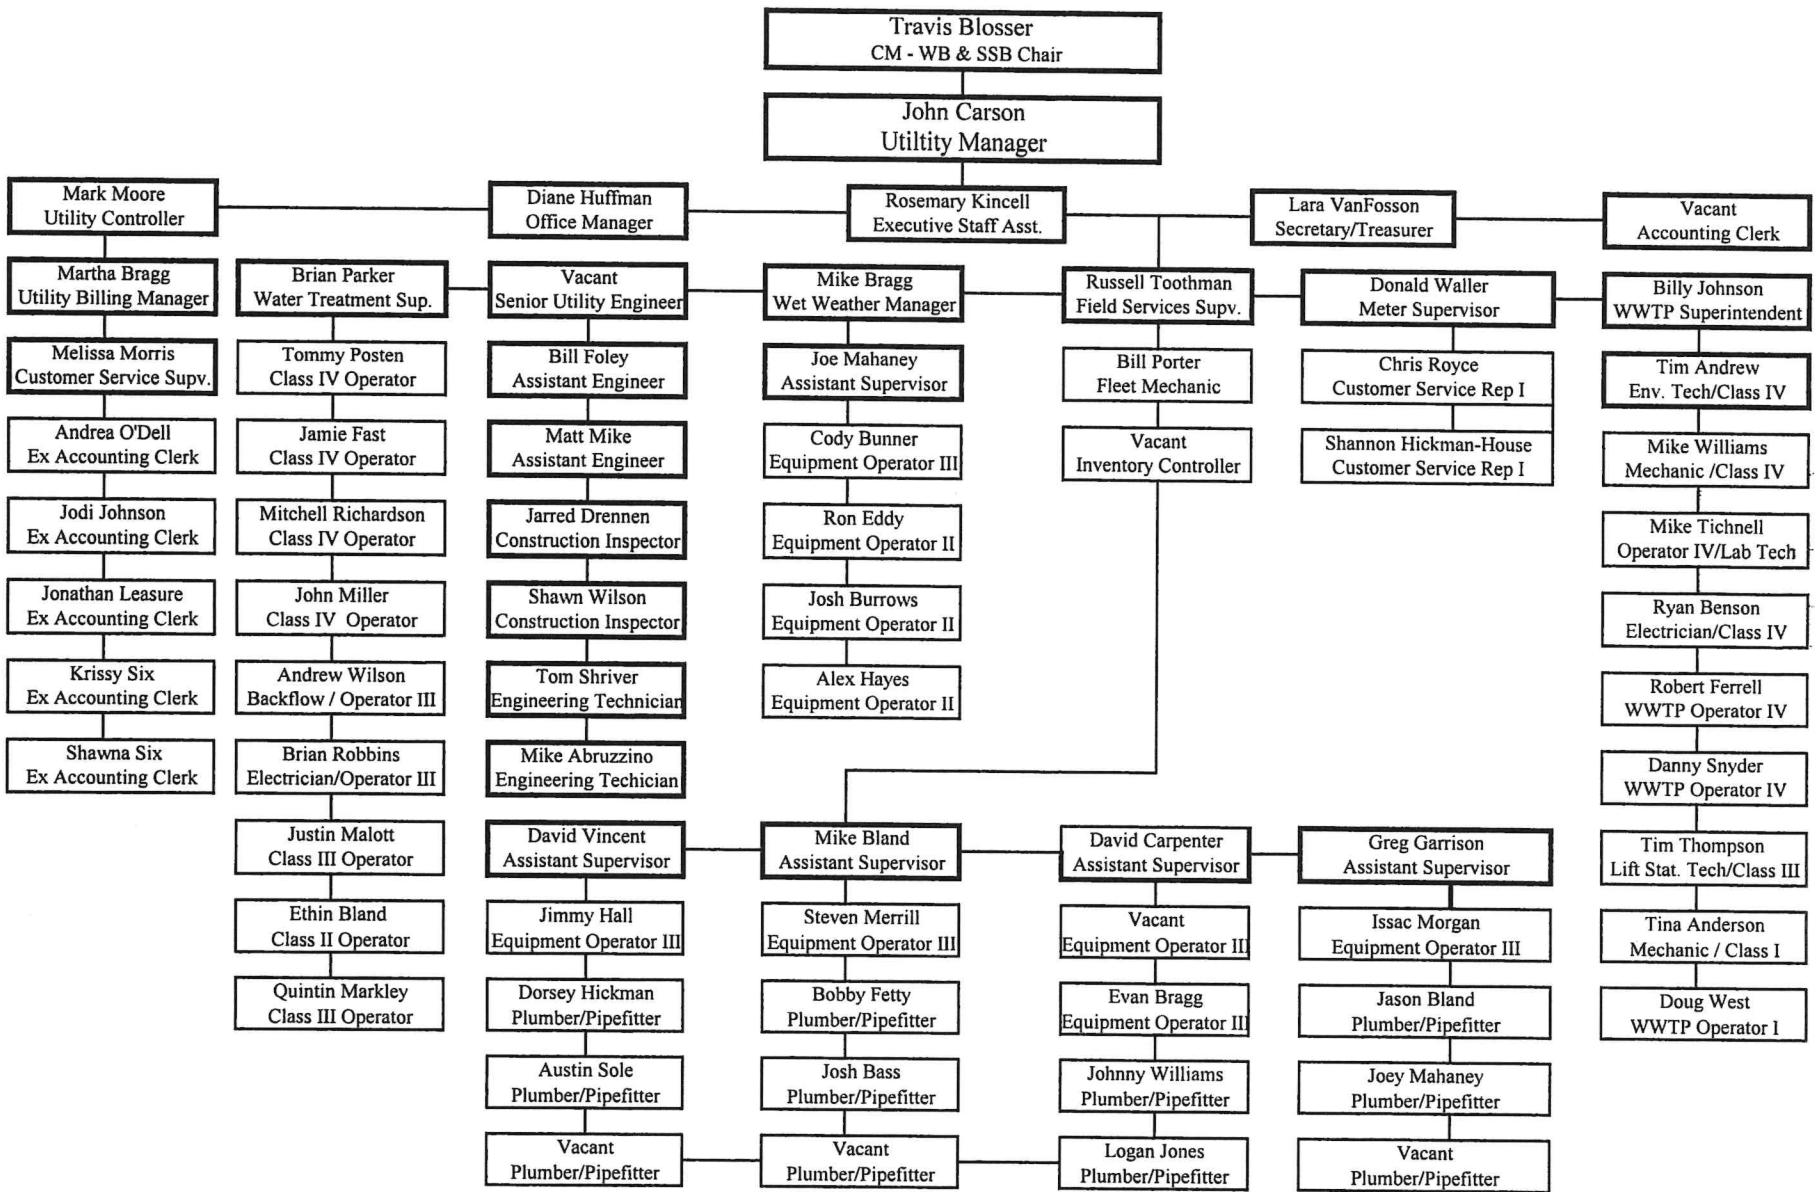 Travis Blosser
CM - WB & SSB Chair
John Carson
Utiltity Manager
Mark Moore
Utility Controller
Diane Huffman
Office Manager
Rosemary Kincell
Executive Staff Asst.
Lara VanFosson
Secretary/Treasurer
Vacant
Accounting Clerk
Martha Bragg
Utility Billing Manager
Brian Parker
Water Treatment Sup.
Vacant
Senior Utility Engineer
Mike Bragg
Wet Weather Manager
Russell Toothman
Field Services Supv.
Donald Waller
Meter Supervisor
Billy Johnson
WWTP Superintendent
Melissa Morris
Customer Service Supv.
Tommy Posten
Class IV Operator
Bill Foley
Assistant Engineer
Joe Mahaney
Assistant Supervisor
Bill Porter
Fleet Mechanic
Chris Royce
Customer Service Rep I
Tim Andrew
Env. Tech/Class IV
Andrea O'Dell
Ex Accounting Clerk
Jamie Fast
Class IV Operator
Matt Mike
Assistant Engineer
Cody Bunner
Equipment Operator III
Vacant
Inventory Controller
Shannon Hickman-House
Customer Service Rep I
Mike Williams
Mechanic /Class IV
Jodi Johnson
Ex Accounting Clerk
Mitchell Richardson
Class IV Operator
Jarred Drennen
Construction Inspector
Ron Eddy
Equipment Operator II
Mike Tichnell
Operator IV/Lab Tech
Jonathan Leasure
Ex Accounting Clerk
John Miller
Class IV Operator
Shawn Wilson
Construction Inspector
Josh Burrows
Equipment Operator II
Ryan Benson
Electrician/Class IV
Krissy Six
Ex Accounting Clerk
Andrew Wilson
Backflow / Operator III
Tom Shriver
Engineering Technician
Alex Hayes
Equipment Operator II
Robert Ferrell
WWTP Operator IV
Shawna Six
Ex Accounting Clerk
Brian Robbins
Electrician/Operator III
Mike Abruzzino
Engineering Techician
Danny Snyder
WWTP Operator IV
Justin Malott
Class III Operator
David Vincent
Assistant Supervisor
Mike Bland
Assistant Supervisor
David Carpenter
Assistant Supervisor
Greg Garrison
Assistant Supervisor
Tim Thompson
Lift Stat. Tech/Class III
Ethin Bland
Class II Operator
Jimmy Hall
Equipment Operator III
Steven Merrill
Equipment Operator III
Vacant
Equipment Operator III
Issac Morgan
Equipment Operator III
Tina Anderson
Mechanic / Class I
Quintin Markley
Class III Operator
Dorsey Hickman
Plumber/Pipefitter
Bobby Fetty
Plumber/Pipefitter
Evan Bragg
Equipment Operator III
Jason Bland
Plumber/Pipefitter
Doug West
WWTP Operator I
Austin Sole
Plumber/Pipefitter
Josh Bass
Plumber/Pipefitter
Johnny Williams
Plumber/Pipefitter
Joey Mahaney
Plumber/Pipefitter
Vacant
Plumber/Pipefitter
Vacant
Plumber/Pipefitter
Logan Jones
Plumber/Pipefitter
Vacant
Plumber/Pipefitter